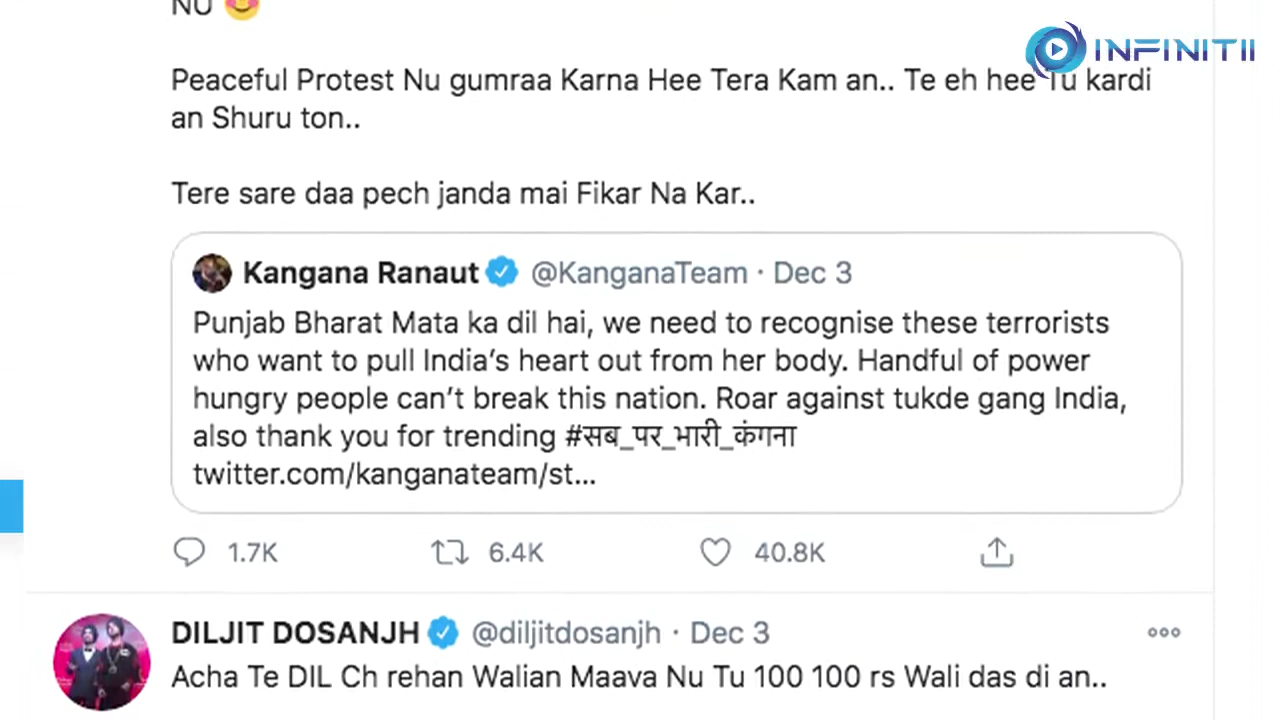 NU
INFINITII
Peaceful Protest Nu gumraa Karna Hee Tera Kam an.. Te eh hee Tu kardi
an Shuru ton..
Tere sare daa pech janda mai Fikar Na Kar..
Kangana Ranaut @KanganaTeam · Dec 3
Punjab Bharat Mata ka dil hai, we need to recognise these terrorists
who want to pull India’s heart out from her body. Handful of power
hungry people can’t break this nation. Roar against tukde gang India,
also thank you for trending #सब_पर_भारी_कंगना
twitter.com/kanganateam/st...
1.7K 6.4K 40.8K
DILJIT DOSANJH @diljitdosanjh · Dec 3
Acha Te DIL Ch rehan Walian Maava Nu Tu 100 100 rs Wali das di an..